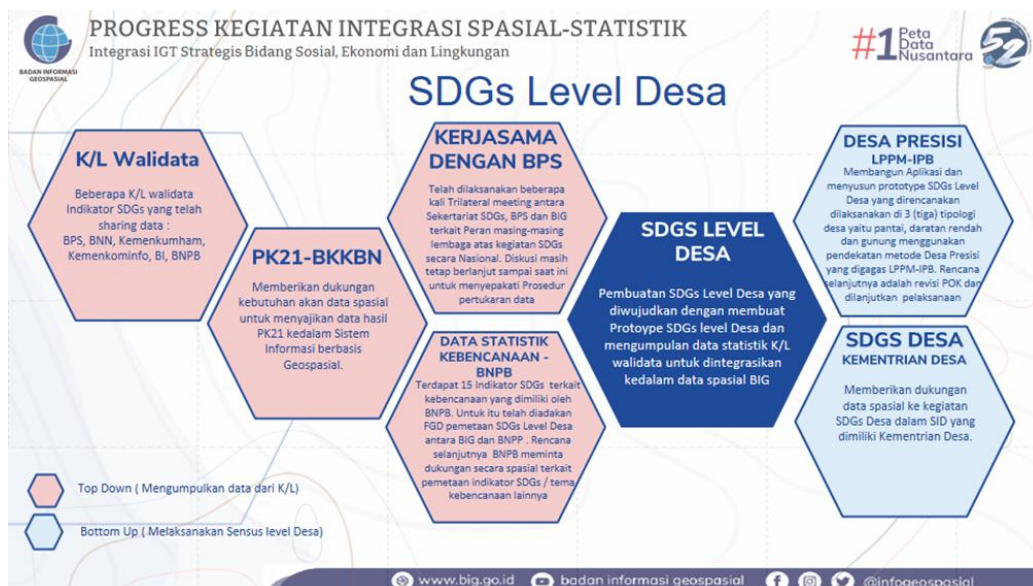 BADAN INFORMASI
GEOSPASIAL
PROGRESS KEGIATAN INTEGRASI SPASIAL-STATISTIK
Integrasi IGT Strategis Bidang Sosial, Ekonomi dan Lingkungan
#1 Peta
Data
Nusantara
52
SDGs Level Desa
K/L Walidata
Beberapa K/L walidata
Indikator SDGs yang telah
sharing data :
BPS, BNN, Kemenkumham,
Kemenkominfo, BI, BNPB
PK21-BKKBN
Memberikan dukungan
kebutuhan akan data spasial
untuk menyajikan data hasil
PK21 kedalam Sistem
Informasi berbasis
Geospasial.
KERJASAMA
DENGAN BPS
Telah dilaksanakan beberapa
kali Trilateral meeting antara
Sekertariat SDGs, BPS dan BIG
terkait Peran masing-masing
lembaga atas kegiatan SDGs
secara Nasional. Diskusi masih
tetap berlanjut sampai saat ini
untuk menyepakati Prosedur
pertukaran data
DATA STATISTIK
KEBENCANAAN -
BNPB
Terdapat 15 Indikator SDGs terkait
kebencanaan yang dimiliki oleh
BNPB. Untuk itu telah diadakan
FGD pemetaan SDGs Level Desa
antara BIG dan BNPP . Rencana
selanjutnya BNPB meminta
dukungan secara spasial terkait
pemetaan indikator SDGs / tema
kebencanaan lainnya
SDGS LEVEL
DESA
Pembuatan SDGs Level Desa yang
diwujudkan dengan membuat
Protoype SDGs level Desa dan
mengumpulan data statistik K/L
walidata untuk dintegrasikan
kedalam data spasial BIG
DESA PRESISI
LPPM-IPB
Membangun Aplikasi dan
menyusun prototype SDGs Level
Desa yang direncanakan
dilaksanakan di 3 (tiga) tipologi
desa yaitu pantai, daratan rendah
dan gunung menggunakan
pendekatan metode Desa Presisi
yang digagas LPPM-IPB. Rencana
selanjutnya adalah revisi POK dan
dilanjutkan pelaksanaan
SDGS DESA
KEMENTRIAN DESA
Memberikan dukungan
data spasial ke kegiatan
SDGs Desa dalam SID yang
dimiliki Kementrian Desa.
Top Down ( Mengumpulkan data dari K/L)
Bottom Up ( Melaksanakan Sensus level Desa)
www.big.go.id badan informasi geospasial @infogeospasial